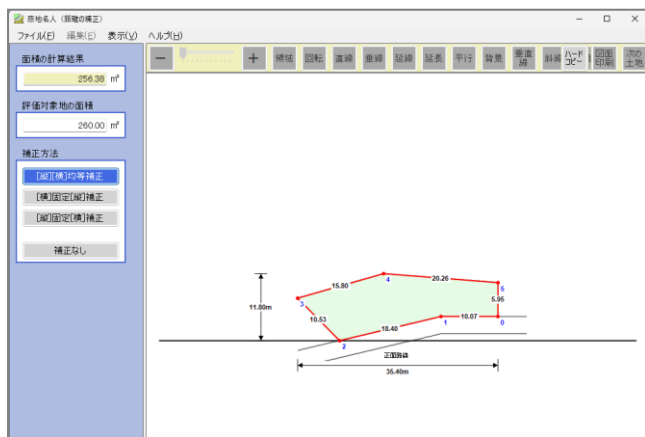 蔭地名人 (距離の補正)
ファイル(F) 編集(E) 表示(V) ヘルプ(H)
面積の計算結果
256.38 ㎡
評価対象地の面積
260.00 ㎡
補正方法
[縦][横]均等補正
[横]固定[縦]補正
[縦]固定[横]補正
補正なし
領域 回転 直線 垂線 延線 延長 平行 背景 垂直線 斜線 ハードコピー 図面印刷 次の土地
4
15.80
20.26
5
3
11.80m
5.95
10.53
18.40
1
10.07
0
2
正面路線
35.40m